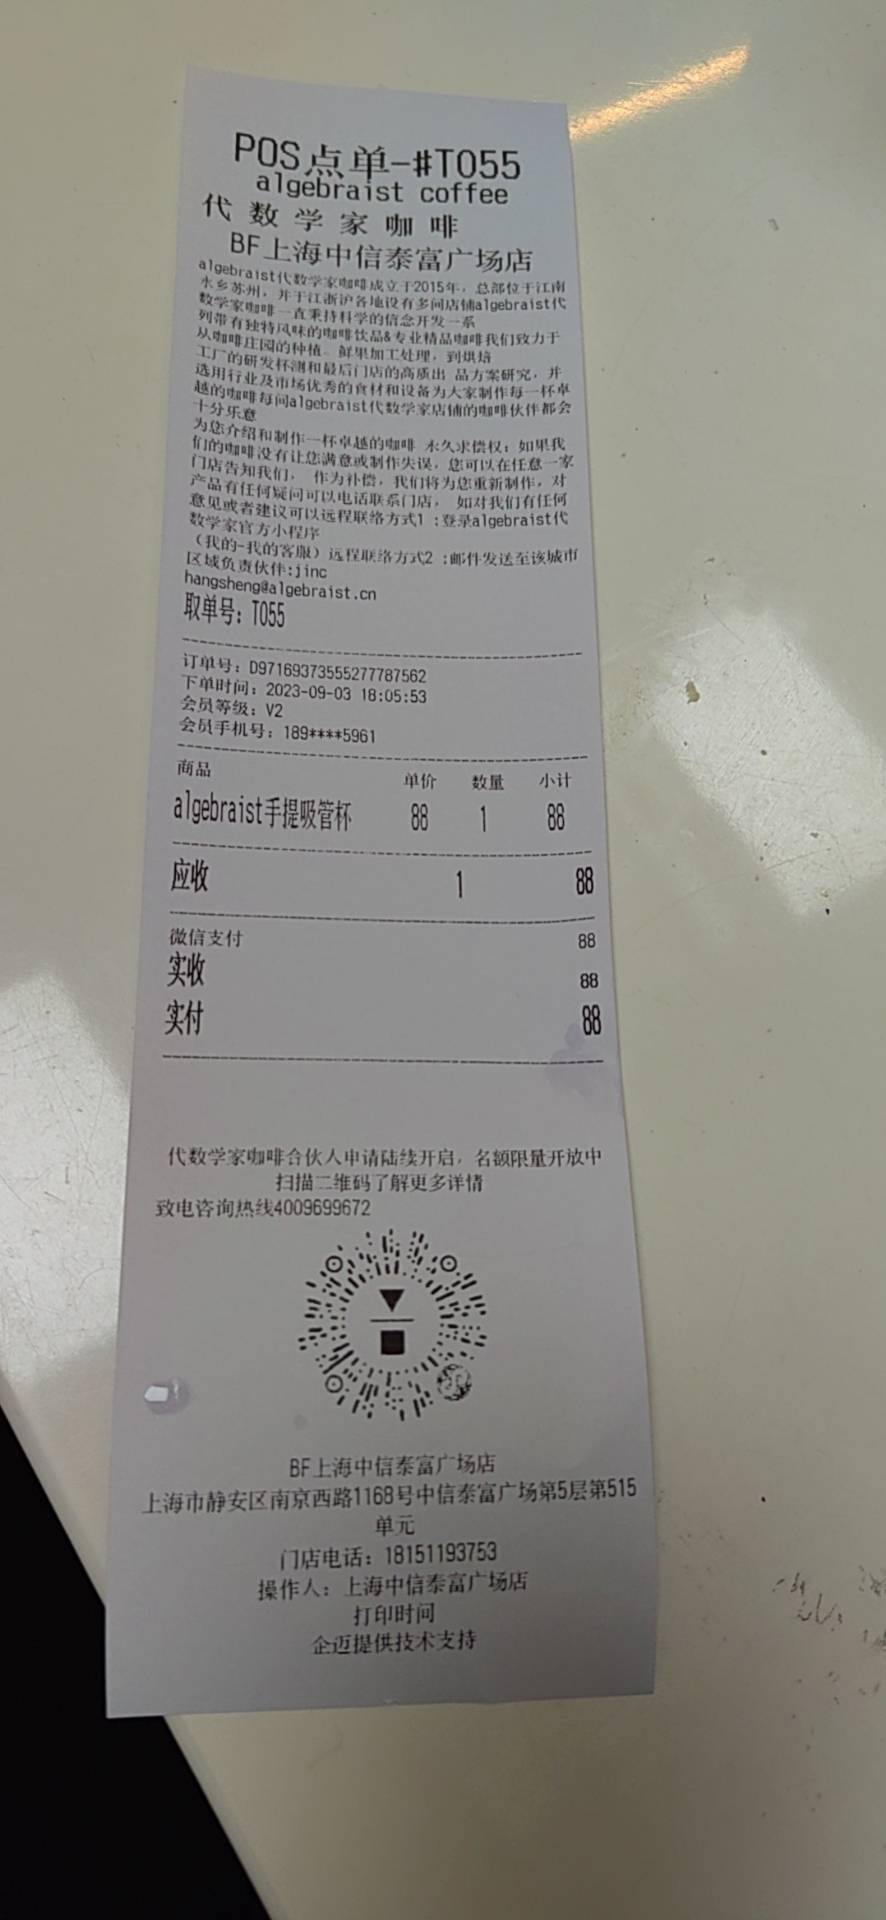 POS点单-#T055
algebraist coffee
代数学家咖啡
BF上海中信泰富广场店
algebraist代数学家咖啡成立于2015年，总部位于江南
水乡苏州，并于江浙沪各地设有多间店铺algebraist代
数学家咖啡一直秉持科学的信念开发一系
列带有独特风味的咖啡饮品&专业精品咖啡我们致力于
从咖啡庄园的种植、鲜果加工处理，到烘焙
工厂的研发杯测和最后门店的高质出 品方案研究，并
选用行业及市场优秀的食材和设备为大家制作每一杯卓
越的咖啡每间algebraist代数学家店铺的咖啡伙伴都会
十分乐意
为您介绍和制作一杯卓越的咖啡 永久求偿权：如果我
们的咖啡没有让您满意或制作失误，您可以在任意一家
门店告知我们， 作为补偿，我们将为您重新制作，对
产品有任何疑问可以电话联系门店， 如对我们有任何
意见或者建议可以远程联络方式1 :登录algebraist代
数学家官方小程序
（我的-我的客服）远程联络方式2 :邮件发送至该城市
区域负责伙伴:jinc
hangsheng@algebraist.cn
取单号：T055
订单号：D97169373555277787562
下单时间：2023-09-03 18:05:53
会员等级：V2
会员手机号：189****5961
商品 单价 数量 小计
algebraist手提吸管杯 88 1 88
应收 1 88
微信支付 88
实收 88
实付 88
代数学家咖啡合伙人申请陆续开启，名额限量开放中
扫描二维码了解更多详情
致电咨询热线4009699672
BF上海中信泰富广场店
上海市静安区南京西路1168号中信泰富广场第5层第515
单元
门店电话：18151193753
操作人：上海中信泰富广场店
打印时间
企迈提供技术支持